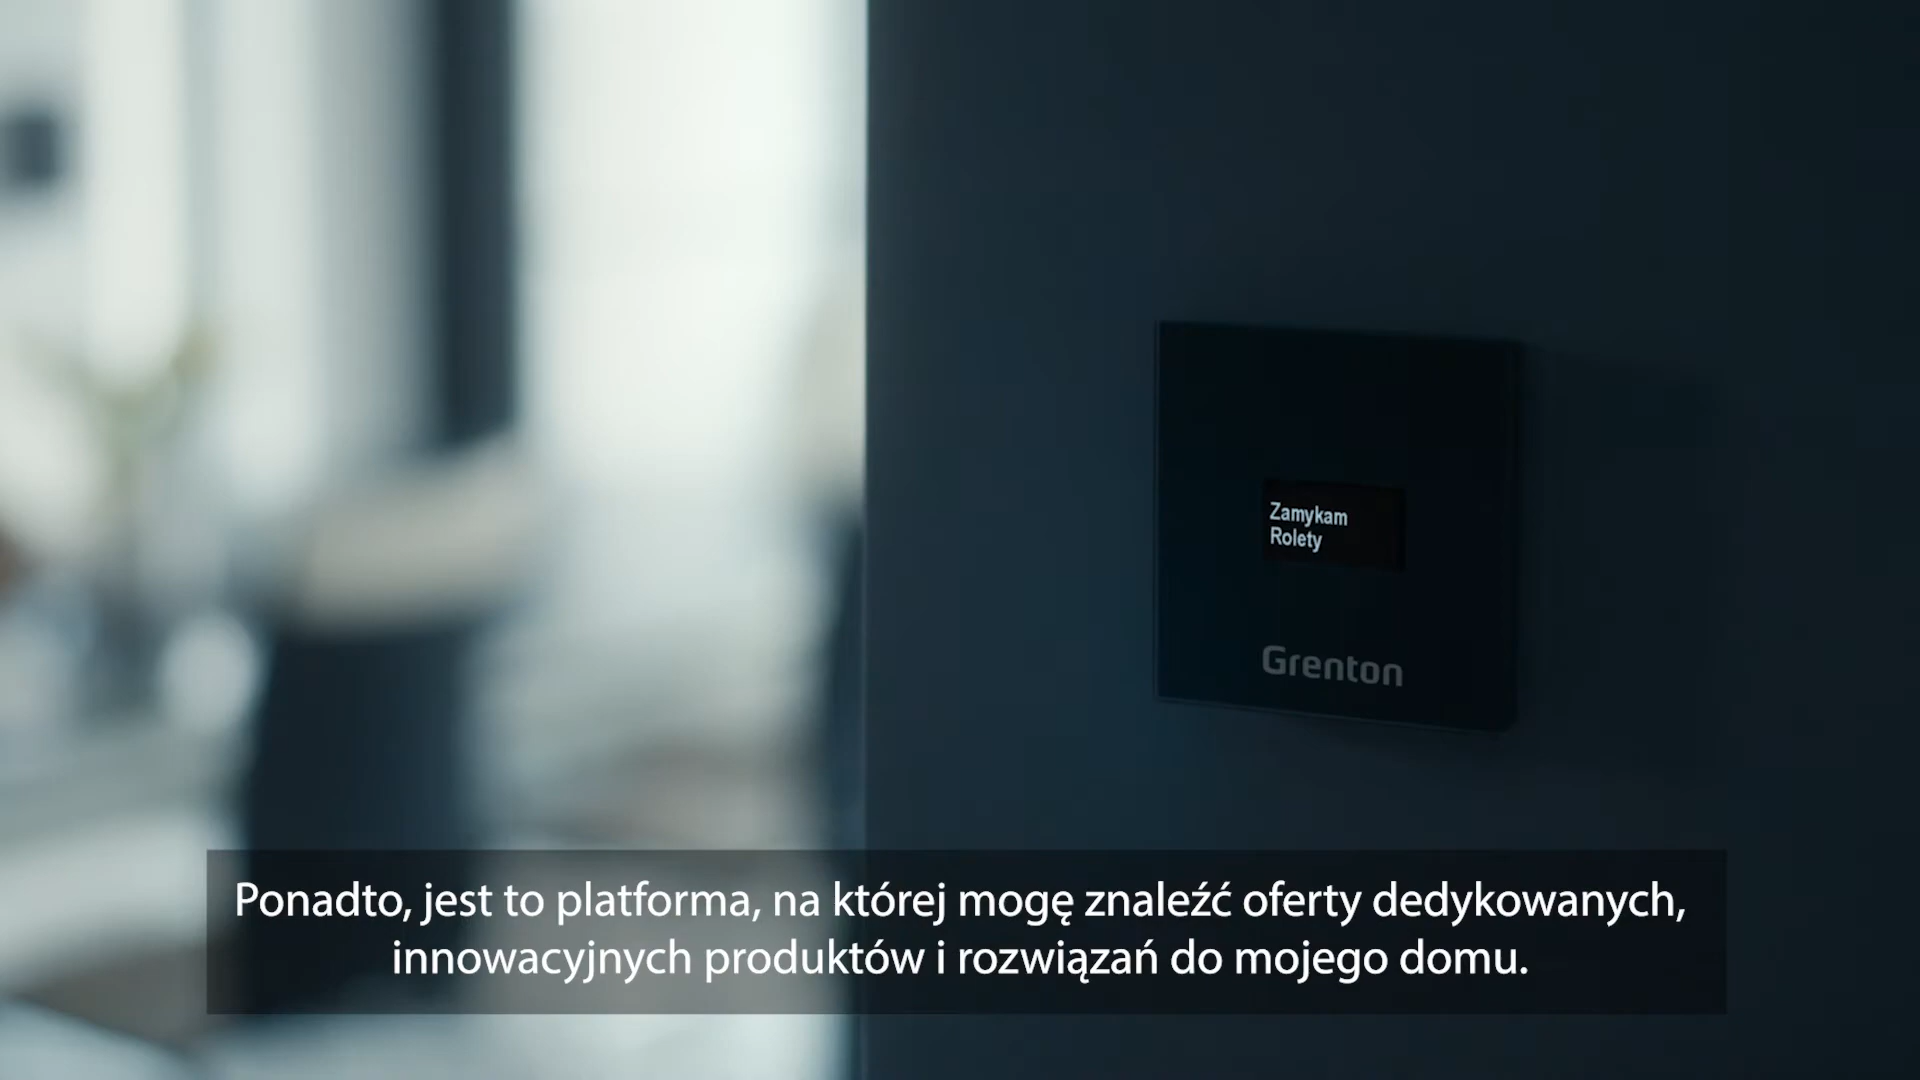 Zamykam
Rolety
Grenton
Ponadto, jest to platforma, na której mogę znaleźć oferty dedykowanych,
innowacyjnych produktów i rozwiązań do mojego domu.